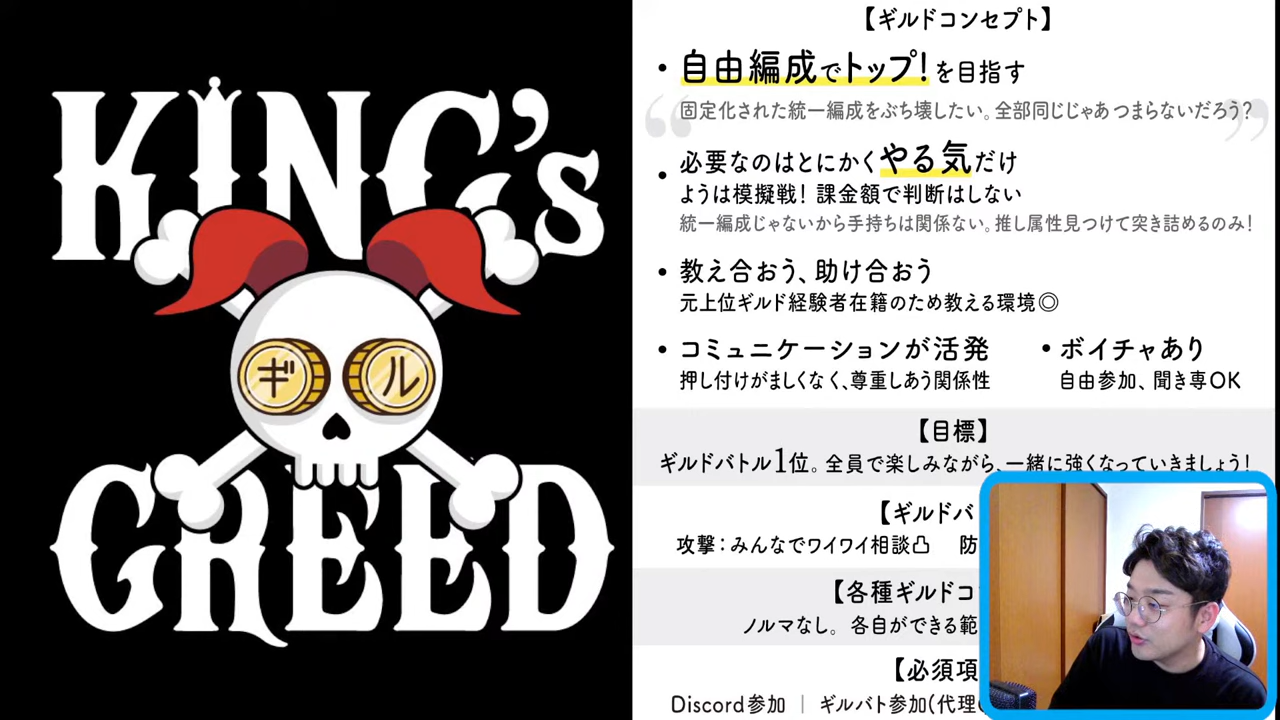 KING's
ギル
GREED
【ギルドコンセプト】
• 自由編成でトップ!を目指す
“固定化された統一編成をぶち壊したい。全部同じじゃあつまらないだろう?”
• 必要なのはとにかくやる気だけ
ようは模擬戦! 課金額で判断はしない
統一編成じゃないから手持ちは関係ない。推し属性見つけて突き詰めるのみ!
• 教え合おう、助け合おう
元上位ギルド経験者在籍のため教える環境◎
• コミュニケーションが活発
押し付けがましくなく、尊重しあう関係性
• ボイチャあり
自由参加、聞き専OK
【目標】
ギルドバトル1位。全員で楽しみながら、一緒に強くなっていきましょう!
【ギルドバ
攻撃:みんなでワイワイ相談凸 防
【各種ギルドコ
ノルマなし。各自ができる範
【必須項
Discord参加 | ギルバト参加(代理